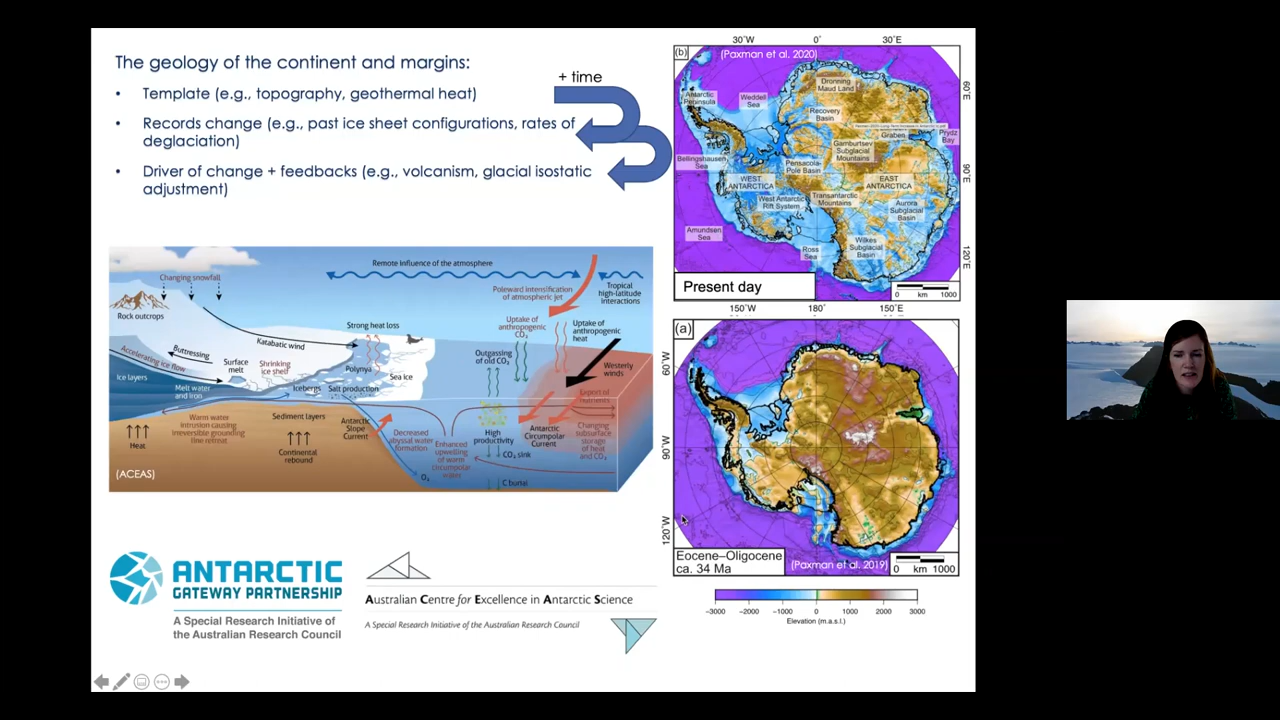 The geology of the continent and margins:
• Template (e.g., topography, geothermal heat)
• Records change (e.g., past ice sheet configurations, rates of
deglaciation)
• Driver of change + feedbacks (e.g., volcanism, glacial isostatic
adjustment)
+ time
Remote influence of the atmosphere
Changing snowfall
Rock outcrops
Poleward intensification
of atmospheric jet
Tropical
high-latitude
interactions
Strong heat loss
Uptake of
anthropogenic
CO₂
Uptake of
anthropogenic
heat
Katabatic wind
Buttressing
Accelerating ice flow
Surface
melt
Shrinking
ice shelf
Polynya
Sea ice
Outgassing
of old CO₂
Westerly
winds
Ice layers
Melt water
and iron
Icebergs
Salt production
Export of
nutrients
Warm water
intrusion causing
irreversible grounding
line retreat
Sediment layers
Antarctic
Slope
Current
Decreased
abyssal water
formation
Enhanced
upwelling
of warm
circumpolar
waters
High
productivity
Antarctic
Circumpolar
Current
Changing
subsurface
storage
of heat
and CO₂
Heat
Continental
rebound
CO₂ sink
O₂
C burial
(ACEAS)
ANTARCTIC
GATEWAY PARTNERSHIP
A Special Research Initiative of
the Australian Research Council
Australian Centre for Excellence in Antarctic Science
A Special Research Initiative of the Australian Research Council
30°W 0° 30°E
(b)
(Paxman et al. 2020)
60°E
Dronning
Maud Land
Antarctic
Peninsula
Weddell
Sea
Recovery
Basin
Graben
Prydz
Bay
Gamburtsev
Subglacial
Mountains
Bellingshausen
Sea
Pensacola-
Pole Basin
90°E
WEST
ANTARCTICA
EAST
ANTARCTICA
West Antarctic
Rift System
Transantarctic
Mountains
Aurora
Subglacial
Basin
Amundsen
Sea
Ross
Sea
Wilkes
Subglacial
Basin
120°E
Present day
0 km 1000
150°W 180° 150°E
(a)
60°W
90°W
120°W
Eocene–Oligocene
ca. 34 Ma
(Paxman et al. 2019)
0 km 1000
−3000 −2000 −1000 0 1000 2000 3000
Elevation (m.a.s.l.)